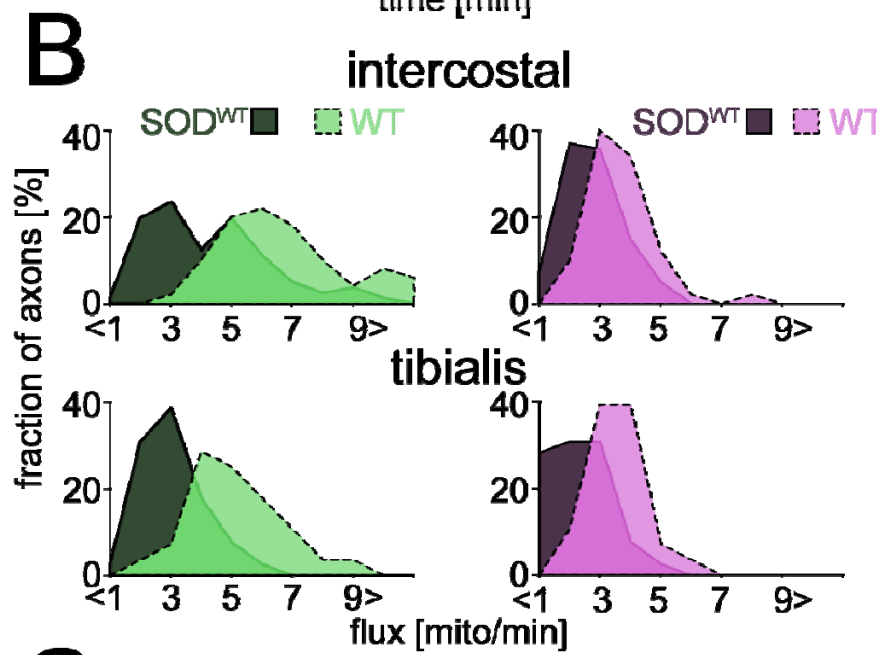 time [min]
B
intercostal
SODWT WT SODWT WT
40 40
20 20
0 0
<1 3 5 7 9> <1 3 5 7 9>
fraction of axons [%]
tibialis
40 40
20 20
0 0
<1 3 5 7 9> <1 3 5 7 9>
flux [mito/min]